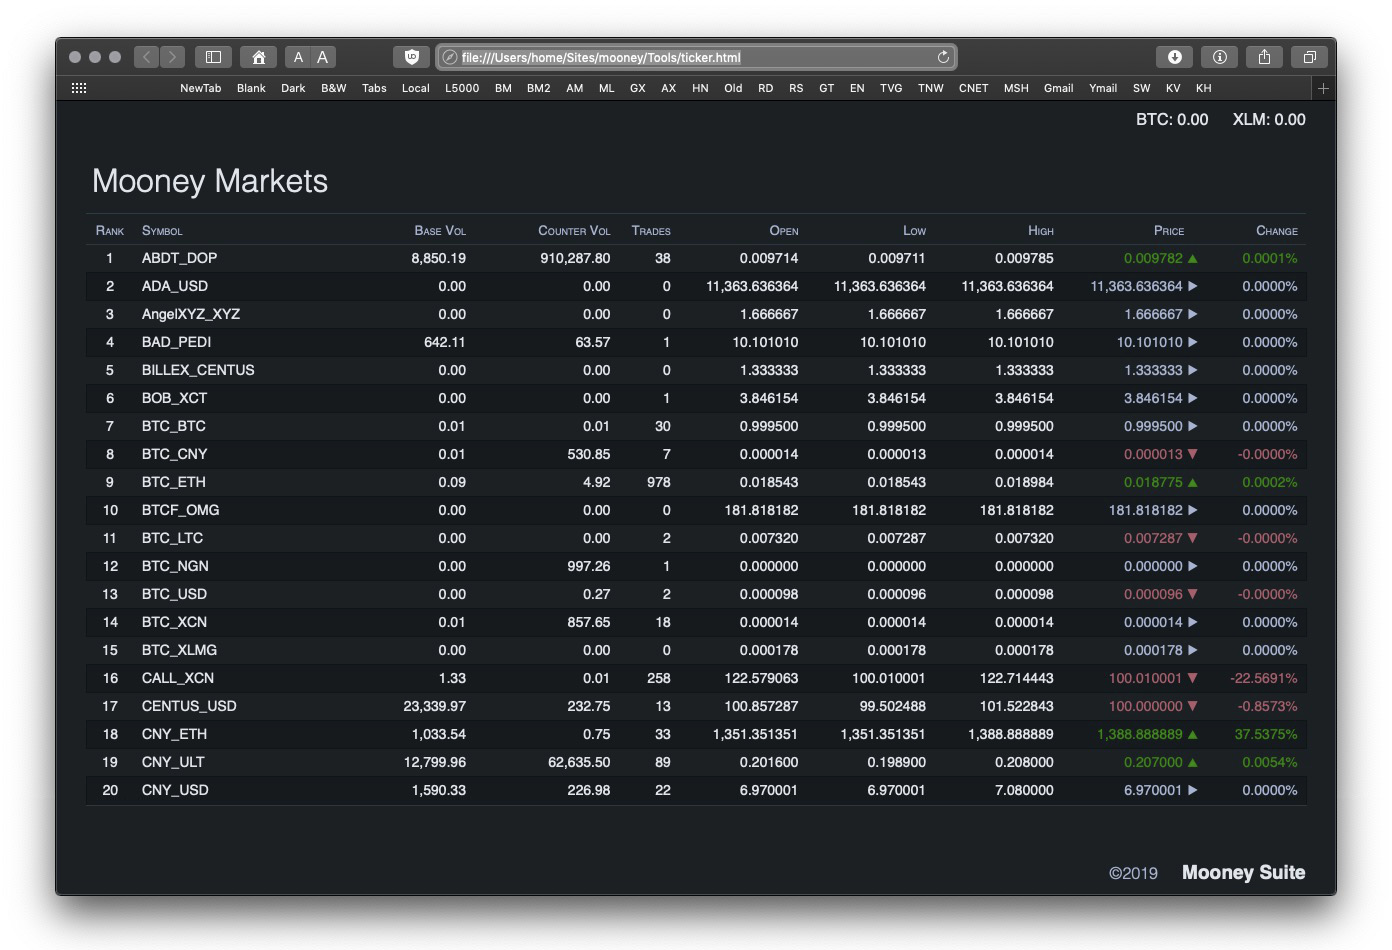 A A file:///Users/home/Sites/mooney/Tools/ticker.html
NewTab Blank Dark B&W Tabs Local L5000 BM BM2 AM ML GX AX HN Old RD RS GT EN TVG TNW CNET MSH Gmail Ymail SW KV KH
BTC: 0.00 XLM: 0.00
Mooney Markets
Rank Symbol Base Vol Counter Vol Trades Open Low High Price Change
1 ABDT_DOP 8,850.19 910,287.80 38 0.009714 0.009711 0.009785 0.009782 ▲ 0.0001%
2 ADA_USD 0.00 0.00 0 11,363.636364 11,363.636364 11,363.636364 11,363.636364 ▶ 0.0000%
3 AngelXYZ_XYZ 0.00 0.00 0 1.666667 1.666667 1.666667 1.666667 ▶ 0.0000%
4 BAD_PEDI 642.11 63.57 1 10.101010 10.101010 10.101010 10.101010 ▶ 0.0000%
5 BILLEX_CENTUS 0.00 0.00 0 1.333333 1.333333 1.333333 1.333333 ▶ 0.0000%
6 BOB_XCT 0.00 0.00 1 3.846154 3.846154 3.846154 3.846154 ▶ 0.0000%
7 BTC_BTC 0.01 0.01 30 0.999500 0.999500 0.999500 0.999500 ▶ 0.0000%
8 BTC_CNY 0.01 530.85 7 0.000014 0.000013 0.000014 0.000013 ▼ -0.0000%
9 BTC_ETH 0.09 4.92 978 0.018543 0.018543 0.018984 0.018775 ▲ 0.0002%
10 BTCF_OMG 0.00 0.00 0 181.818182 181.818182 181.818182 181.818182 ▶ 0.0000%
11 BTC_LTC 0.00 0.00 2 0.007320 0.007287 0.007320 0.007287 ▼ -0.0000%
12 BTC_NGN 0.00 997.26 1 0.000000 0.000000 0.000000 0.000000 ▶ 0.0000%
13 BTC_USD 0.00 0.27 2 0.000098 0.000096 0.000098 0.000096 ▼ -0.0000%
14 BTC_XCN 0.01 857.65 18 0.000014 0.000014 0.000014 0.000014 ▶ 0.0000%
15 BTC_XLMG 0.00 0.00 0 0.000178 0.000178 0.000178 0.000178 ▶ 0.0000%
16 CALL_XCN 1.33 0.01 258 122.579063 100.010001 122.714443 100.010001 ▼ -22.5691%
17 CENTUS_USD 23,339.97 232.75 13 100.857287 99.502488 101.522843 100.000000 ▼ -0.8573%
18 CNY_ETH 1,033.54 0.75 33 1,351.351351 1,351.351351 1,388.888889 1,388.888889 ▲ 37.5375%
19 CNY_ULT 12,799.96 62,635.50 89 0.201600 0.198900 0.208000 0.207000 ▲ 0.0054%
20 CNY_USD 1,590.33 226.98 22 6.970001 6.970001 7.080000 6.970001 ▶ 0.0000%
©2019 Mooney Suite